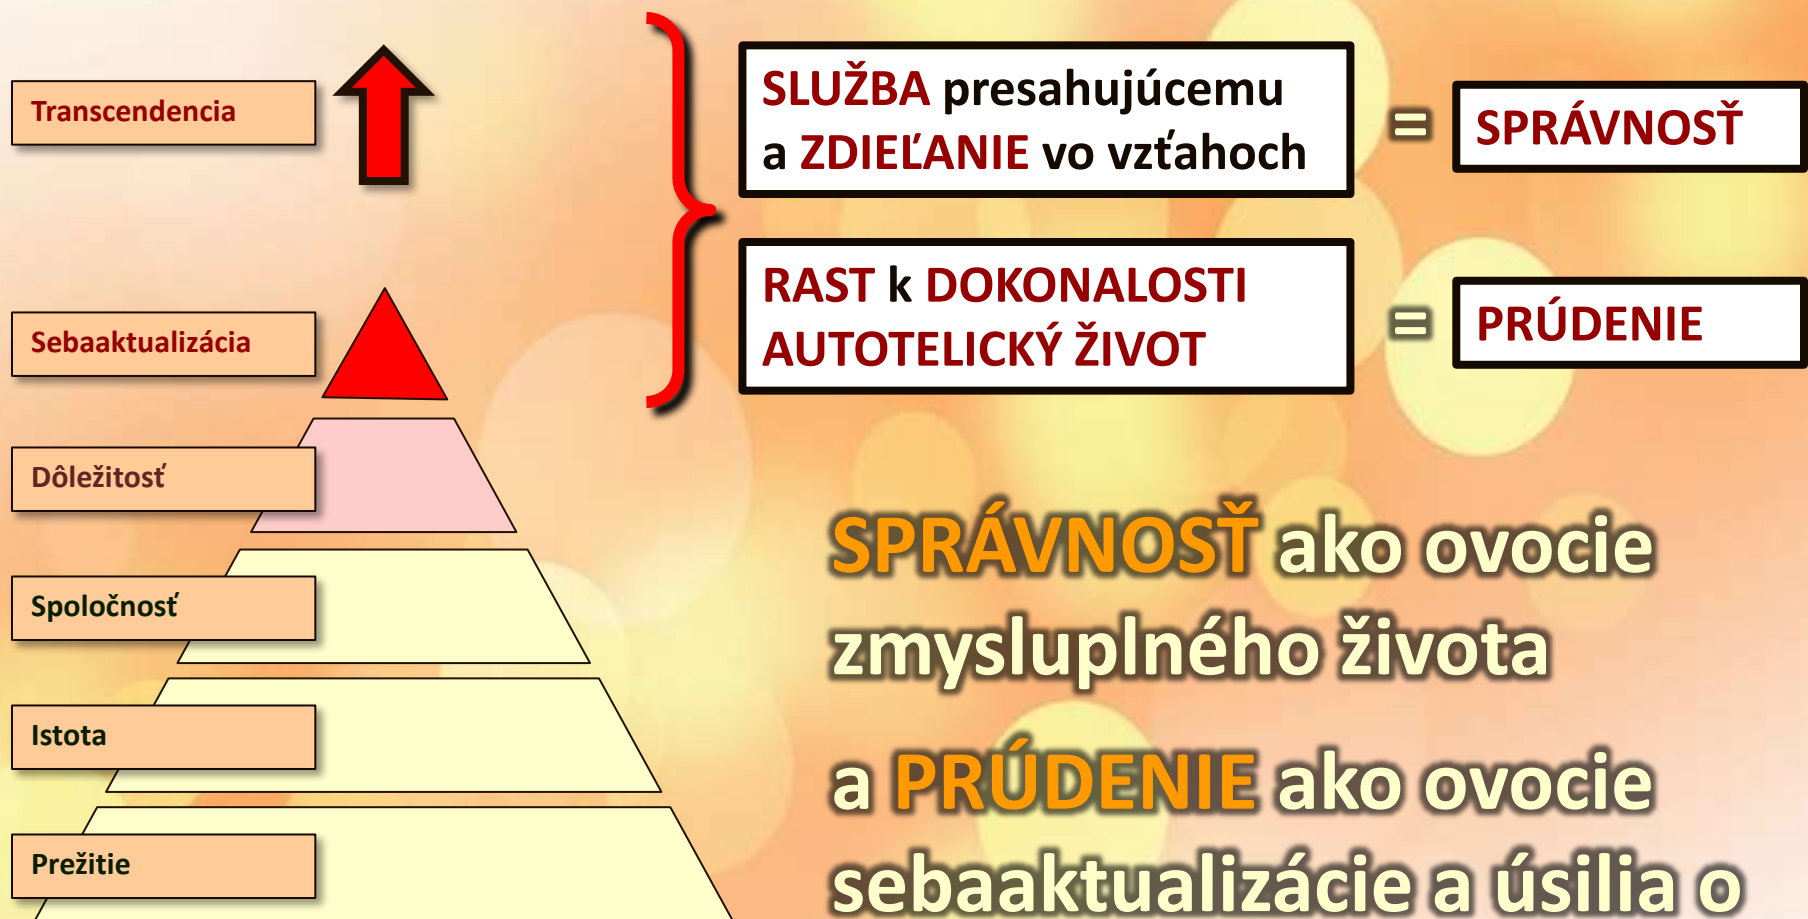 Transcendencia
SLUŽBA presahujúcemu
a ZDIEĽANIE vo vzťahoch
=
SPRÁVNOSŤ
Sebaaktualizácia
RAST k DOKONALOSTI
AUTOTELICKÝ ŽIVOT
=
PRÚDENIE
Dôležitosť
Spoločnosť
Istota
Prežitie
SPRÁVNOSŤ ako ovocie
zmysluplného života
a PRÚDENIE ako ovocie
sebaaktualizácie a úsilia o